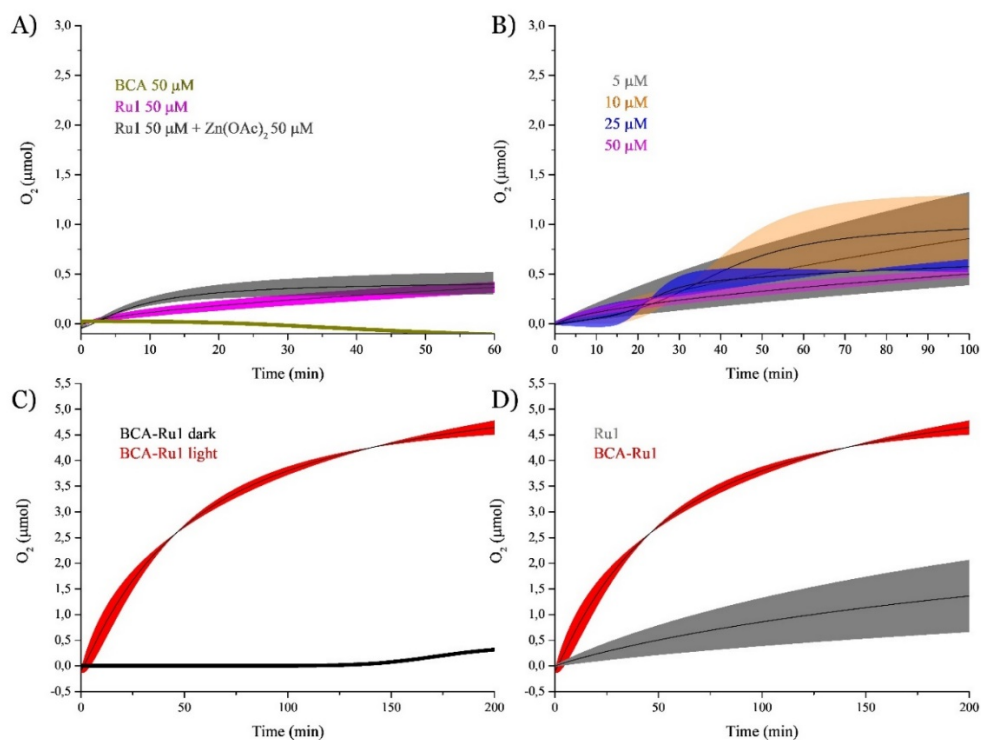 A)
3,0
2,5
2,0
1,5
1,0
0,5
0,0
O₂ (μmol)
BCA 50 μM
Ru1 50 μM
Ru1 50 μM + Zn(OAc)₂ 50 μM
0 10 20 30 40 50 60
Time (min)
B)
3,0
2,5
2,0
1,5
1,0
0,5
0,0
O₂ (μmol)
5 μM
10 μM
25 μM
50 μM
0 10 20 30 40 50 60 70 80 90 100
Time (min)
C)
5,5
5,0
4,5
4,0
3,5
3,0
2,5
2,0
1,5
1,0
0,5
0,0
-0,5
O₂ (μmol)
BCA-Ru1 dark
BCA-Ru1 light
0 50 100 150 200
Time (min)
D)
5,5
5,0
4,5
4,0
3,5
3,0
2,5
2,0
1,5
1,0
0,5
0,0
-0,5
O₂ (μmol)
Ru1
BCA-Ru1
0 50 100 150 200
Time (min)